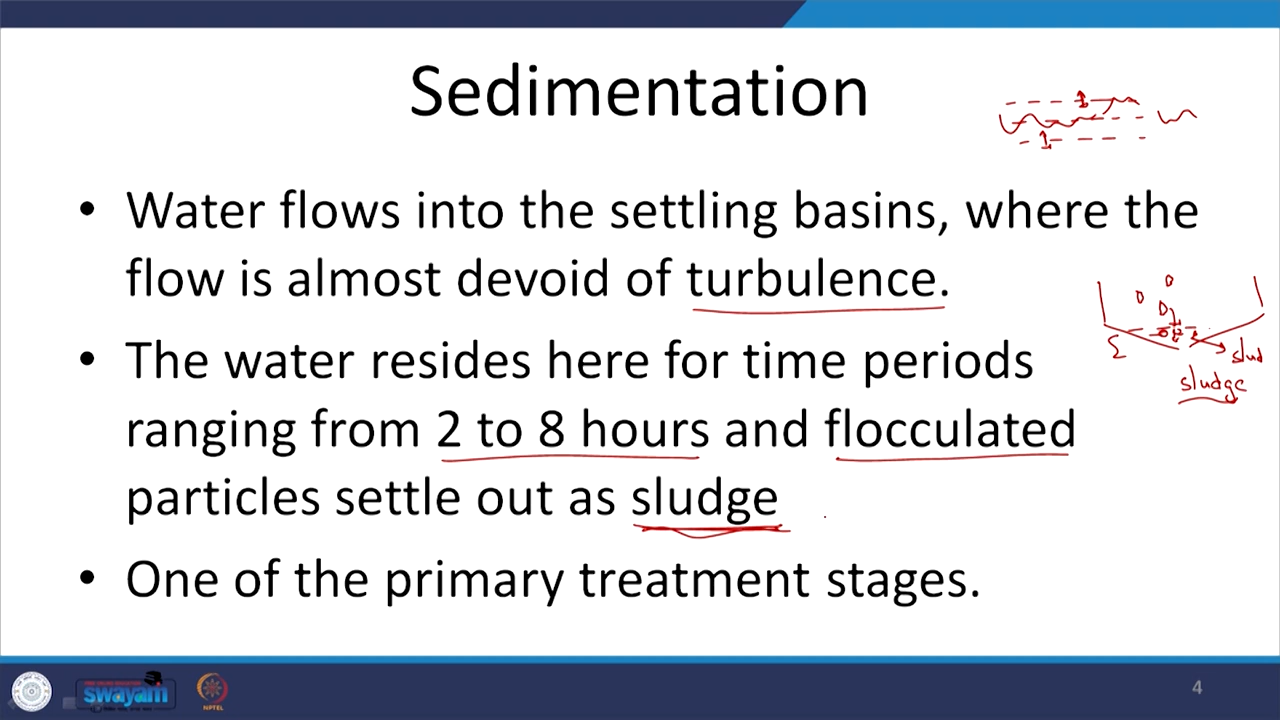 Sedimentation
• Water flows into the settling basins, where the
flow is almost devoid of turbulence.
• The water resides here for time periods
ranging from 2 to 8 hours and flocculated
particles settle out as sludge
• One of the primary treatment stages.
slud
sludge
swayam
NPTEL
4